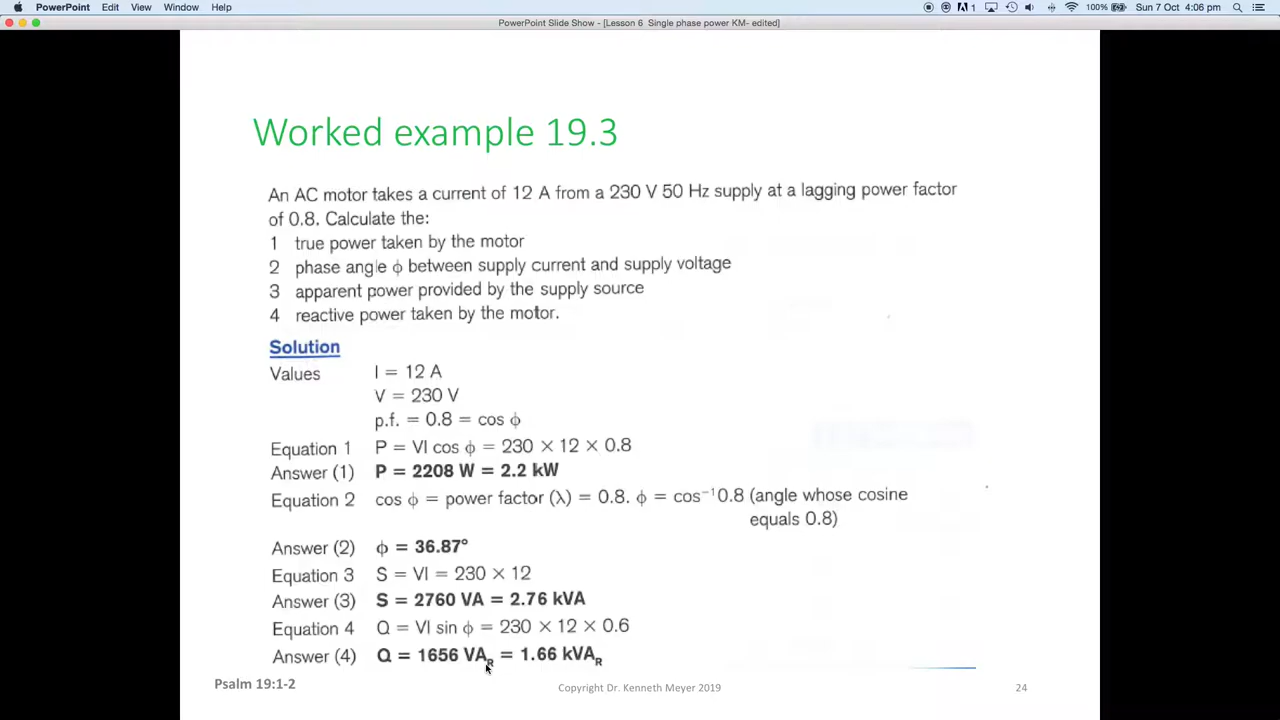 PowerPoint Edit View Window Help 1 100% Sun 7 Oct 4:06 pm
PowerPoint Slide Show - [Lesson 6 Single phase power KM- edited]
Worked example 19.3
An AC motor takes a current of 12 A from a 230 V 50 Hz supply at a lagging power factor
of 0.8. Calculate the:
1 true power taken by the motor
2 phase angle ϕ between supply current and supply voltage
3 apparent power provided by the supply source
4 reactive power taken by the motor.
Solution
Values I = 12 A
V = 230 V
p.f. = 0.8 = cos ϕ
Equation 1 P = VI cos ϕ = 230 × 12 × 0.8
Answer (1) P = 2208 W = 2.2 kW
Equation 2 cos ϕ = power factor (λ) = 0.8. ϕ = cos⁻¹0.8 (angle whose cosine
equals 0.8)
Answer (2) ϕ = 36.87°
Equation 3 S = VI = 230 × 12
Answer (3) S = 2760 VA = 2.76 kVA
Equation 4 Q = VI sin ϕ = 230 × 12 × 0.6
Answer (4) Q = 1656 VAR = 1.66 kVAR
Psalm 19:1-2 Copyright Dr. Kenneth Meyer 2019 24